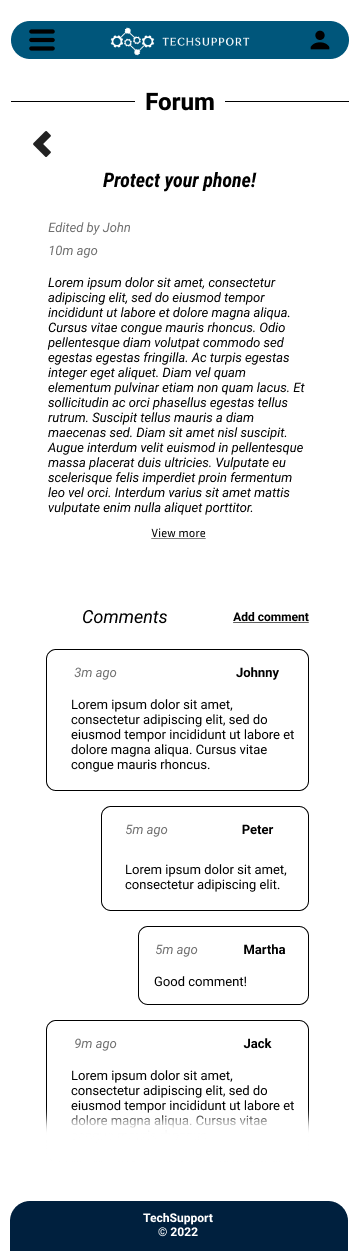 TECHSUPPORT
Forum
Protect your phone!
Edited by John
10m ago
Lorem ipsum dolor sit amet, consectetur
adipiscing elit, sed do eiusmod tempor
incididunt ut labore et dolore magna aliqua.
Cursus vitae congue mauris rhoncus. Odio
pellentesque diam volutpat commodo sed
egestas egestas fringilla. Ac turpis egestas
integer eget aliquet. Diam vel quam
elementum pulvinar etiam non quam lacus. Et
sollicitudin ac orci phasellus egestas tellus
rutrum. Suscipit tellus mauris a diam
maecenas sed. Diam sit amet nisl suscipit.
Augue interdum velit euismod in pellentesque
massa placerat duis ultricies. Vulputate eu
scelerisque felis imperdiet proin fermentum
leo vel orci. Interdum varius sit amet mattis
vulputate enim nulla aliquet porttitor.
View more
Comments Add comment
3m ago Johnny
Lorem ipsum dolor sit amet,
consectetur adipiscing elit, sed do
eiusmod tempor incididunt ut labore et
dolore magna aliqua. Cursus vitae
congue mauris rhoncus.
5m ago Peter
Lorem ipsum dolor sit amet,
consectetur adipiscing elit.
5m ago Martha
Good comment!
9m ago Jack
Lorem ipsum dolor sit amet,
consectetur adipiscing elit, sed do
eiusmod tempor incididunt ut labore et
dolore magna aliqua. Cursus vitae
TechSupport
© 2022